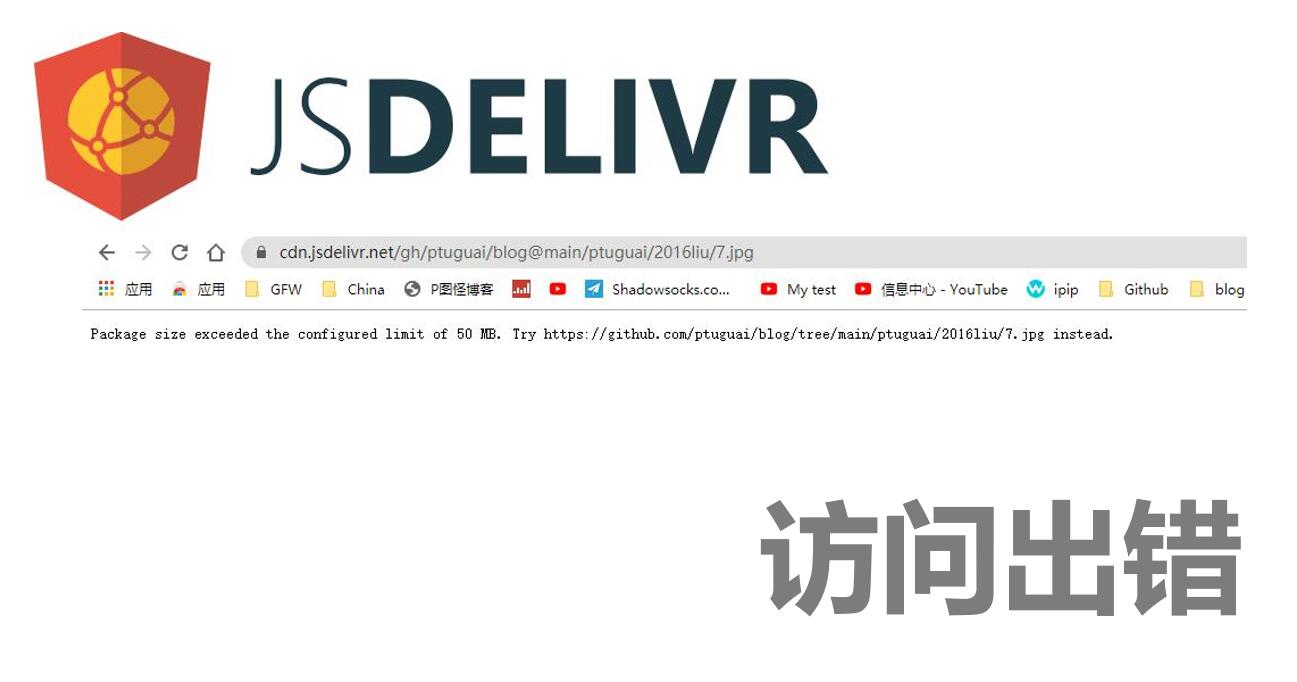 JSDELIVR
cdn.jsdelivr.net/gh/ptuguai/blog@main/ptuguai/2016liu/7.jpg
应用 应用 GFW China P图怪博客 Shadowsocks.co... My test 信息中心 - YouTube ipip Github blog
Package size exceeded the configured limit of 50 MB. Try https://github.com/ptuguai/blog/tree/main/ptuguai/2016liu/7.jpg instead.
访问出错